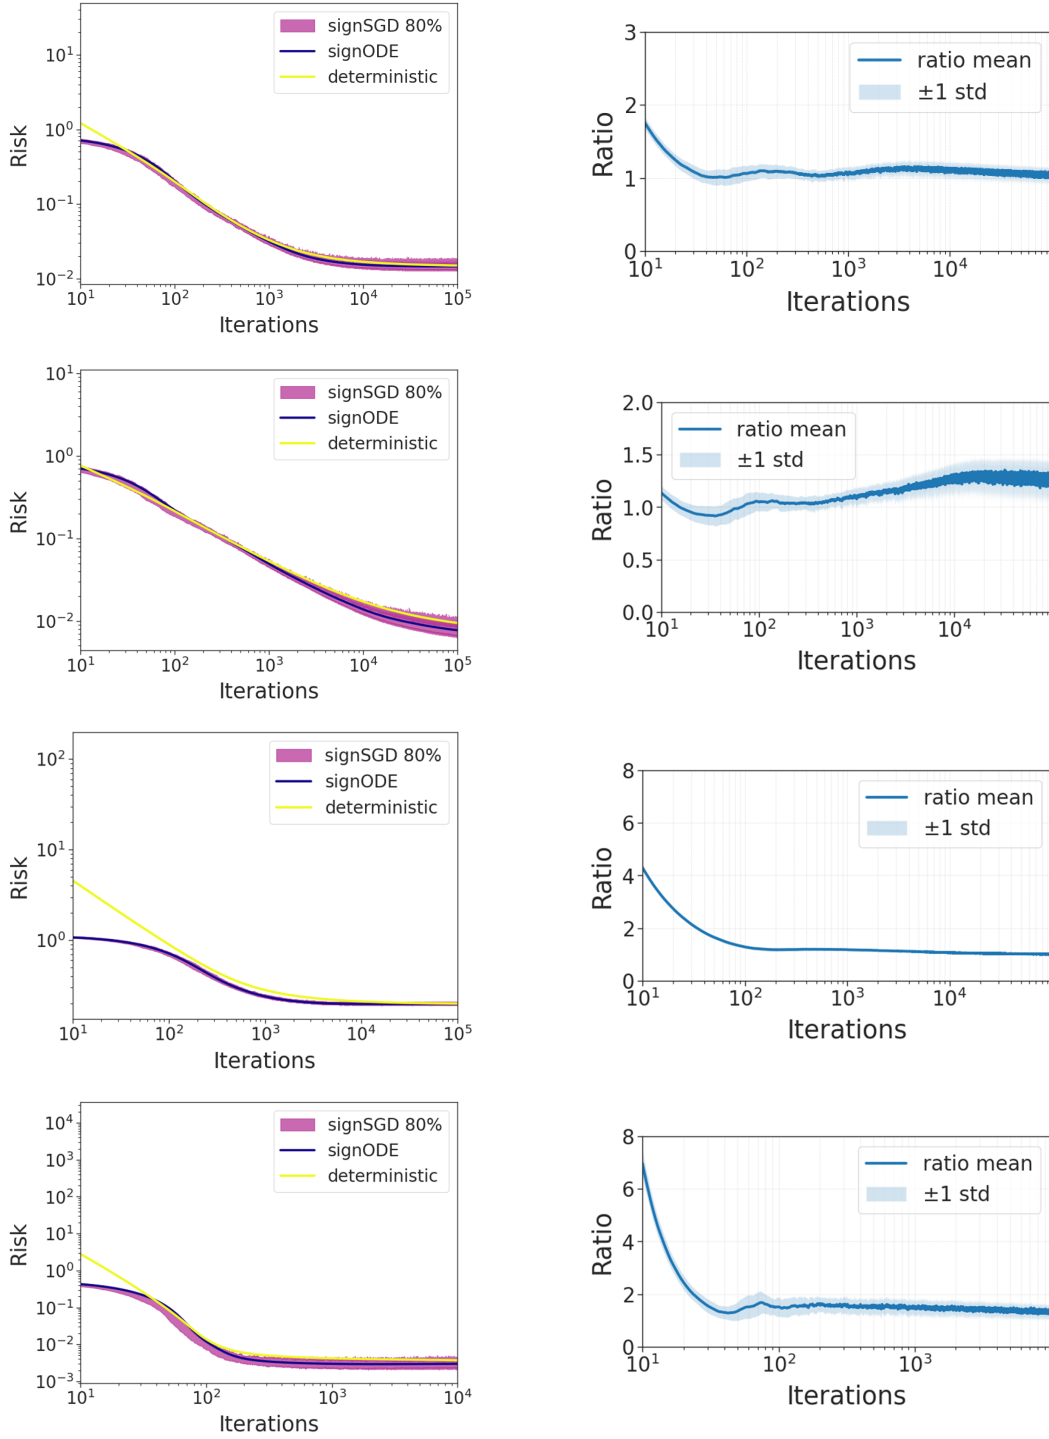 signSGD 80%
signODE
deterministic
10¹
10⁰
10⁻¹
10⁻²
Risk
10¹ 10² 10³ 10⁴ 10⁵
Iterations
ratio mean
±1 std
3
2
1
0
Ratio
10¹ 10² 10³ 10⁴
Iterations
signSGD 80%
signODE
deterministic
10¹
10⁰
10⁻¹
10⁻²
Risk
10¹ 10² 10³ 10⁴ 10⁵
Iterations
ratio mean
±1 std
2.0
1.5
1.0
0.5
0.0
Ratio
10¹ 10² 10³ 10⁴
Iterations
signSGD 80%
signODE
deterministic
10²
10¹
10⁰
Risk
10¹ 10² 10³ 10⁴ 10⁵
Iterations
ratio mean
±1 std
8
6
4
2
0
Ratio
10¹ 10² 10³ 10⁴
Iterations
signSGD 80%
signODE
deterministic
10⁴
10³
10²
10¹
10⁰
10⁻¹
10⁻²
10⁻³
Risk
10¹ 10² 10³ 10⁴
Iterations
ratio mean
±1 std
8
6
4
2
0
Ratio
10¹ 10² 10³
Iterations